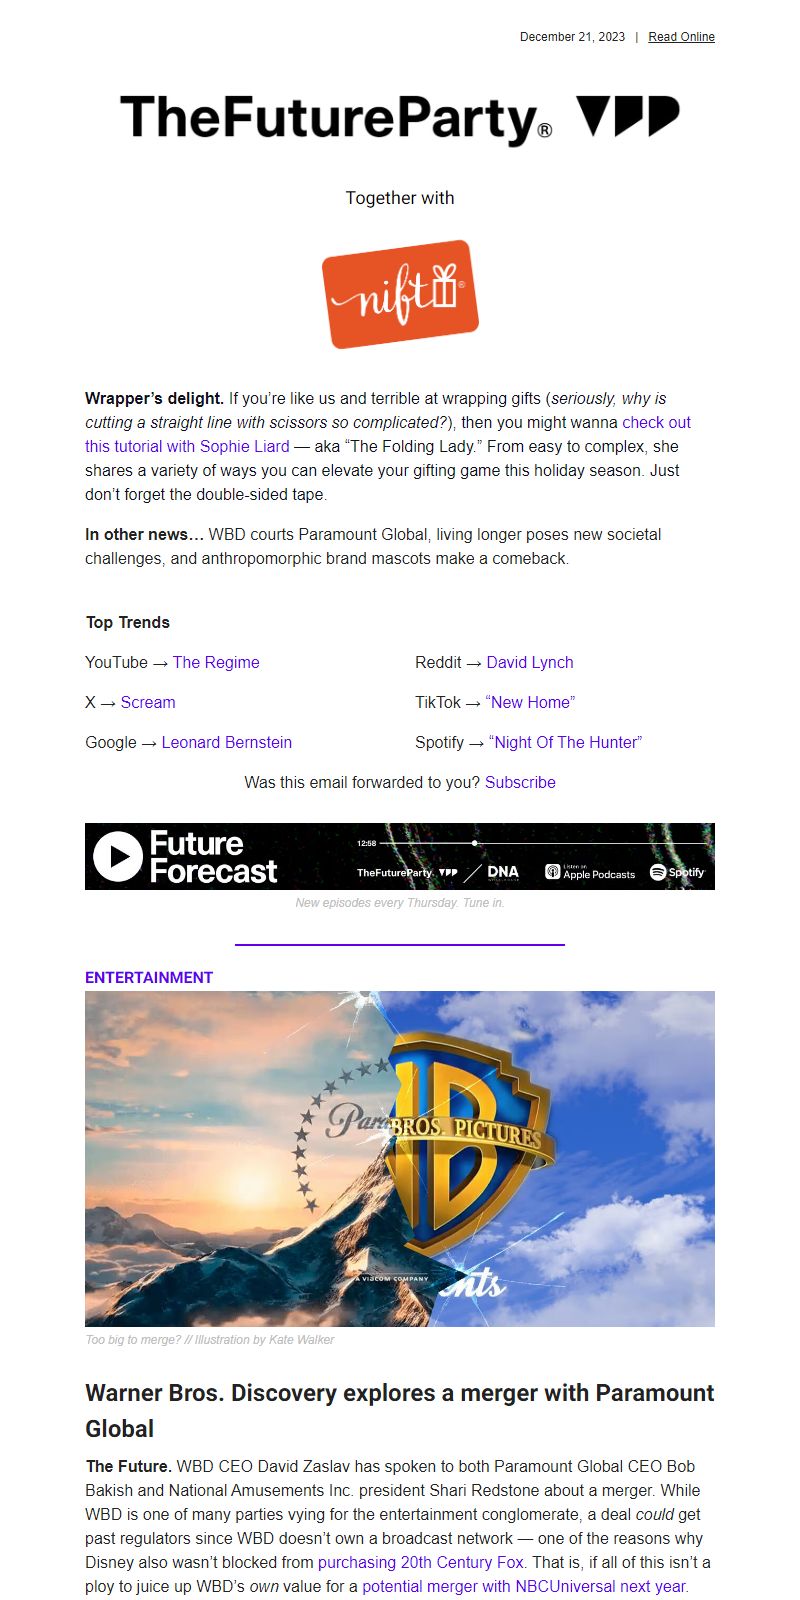 December 21, 2023 | Read Online
TheFutureParty®
Together with
nift®
Wrapper’s delight. If you’re like us and terrible at wrapping gifts (seriously, why is
cutting a straight line with scissors so complicated?), then you might wanna check out
this tutorial with Sophie Liard — aka “The Folding Lady.” From easy to complex, she
shares a variety of ways you can elevate your gifting game this holiday season. Just
don’t forget the double-sided tape.
In other news… WBD courts Paramount Global, living longer poses new societal
challenges, and anthropomorphic brand mascots make a comeback.
Top Trends
YouTube → The Regime
Reddit → David Lynch
X → Scream
TikTok → “New Home”
Google → Leonard Bernstein
Spotify → “Night Of The Hunter”
Was this email forwarded to you? Subscribe
Future
Forecast
12:58
TheFutureParty.
DNA
Listen on
Apple Podcasts
Spotify
New episodes every Thursday. Tune in.
ENTERTAINMENT
Para
BROS. PICTURES
A VIACOM COMPANY
nts
Too big to merge? // Illustration by Kate Walker
Warner Bros. Discovery explores a merger with Paramount
Global
The Future. WBD CEO David Zaslav has spoken to both Paramount Global CEO Bob
Bakish and National Amusements Inc. president Shari Redstone about a merger. While
WBD is one of many parties vying for the entertainment conglomerate, a deal could get
past regulators since WBD doesn’t own a broadcast network — one of the reasons why
Disney also wasn’t blocked from purchasing 20th Century Fox. That is, if all of this isn’t a
ploy to juice up WBD’s own value for a potential merger with NBCUniversal next year.